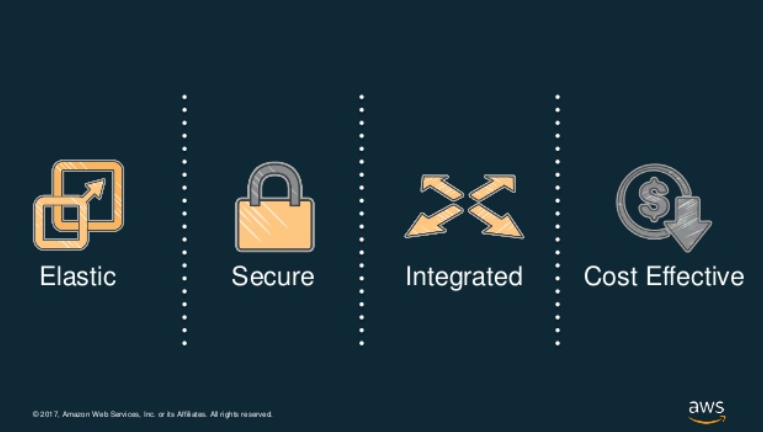 $
Elastic
Secure
Integrated
Cost Effective
© 2017, Amazon Web Services, Inc. or its Affiliates. All rights reserved.
aws